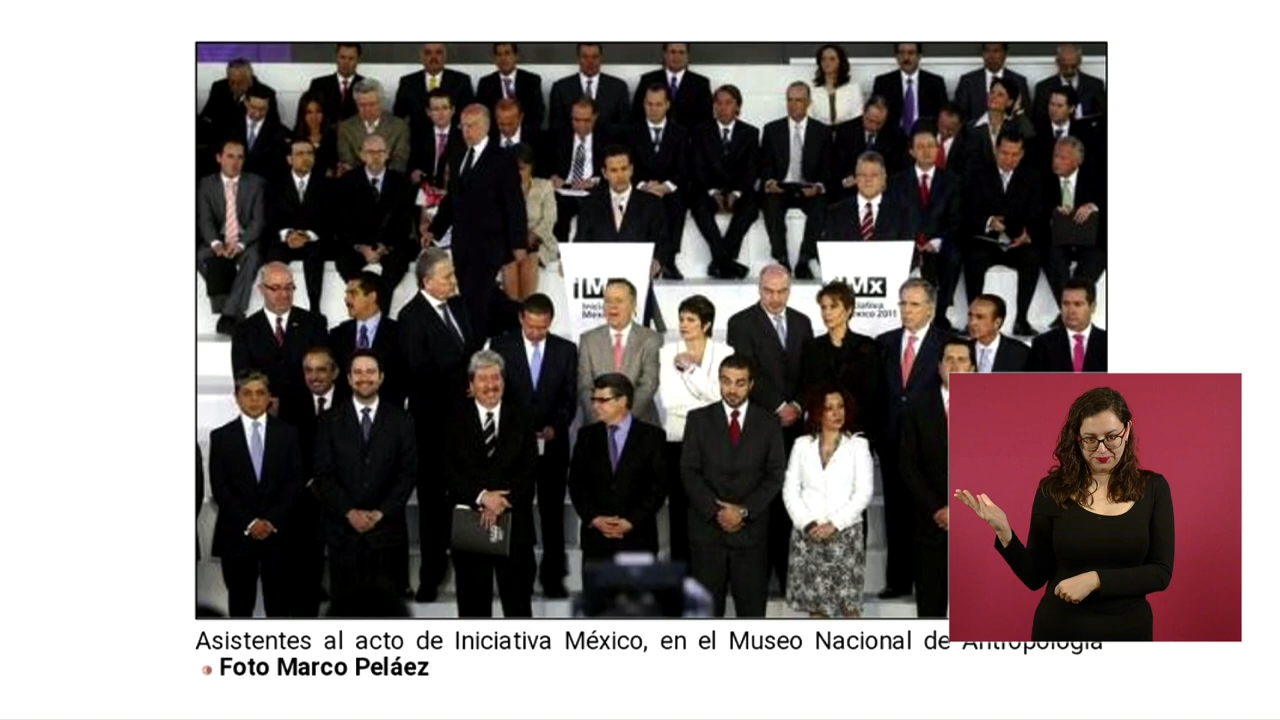 iMx
Iniciativa
México
iMx
Iniciativa
México 2011
Asistentes al acto de Iniciativa México, en el Museo Nacional de Antropología
Foto Marco Peláez